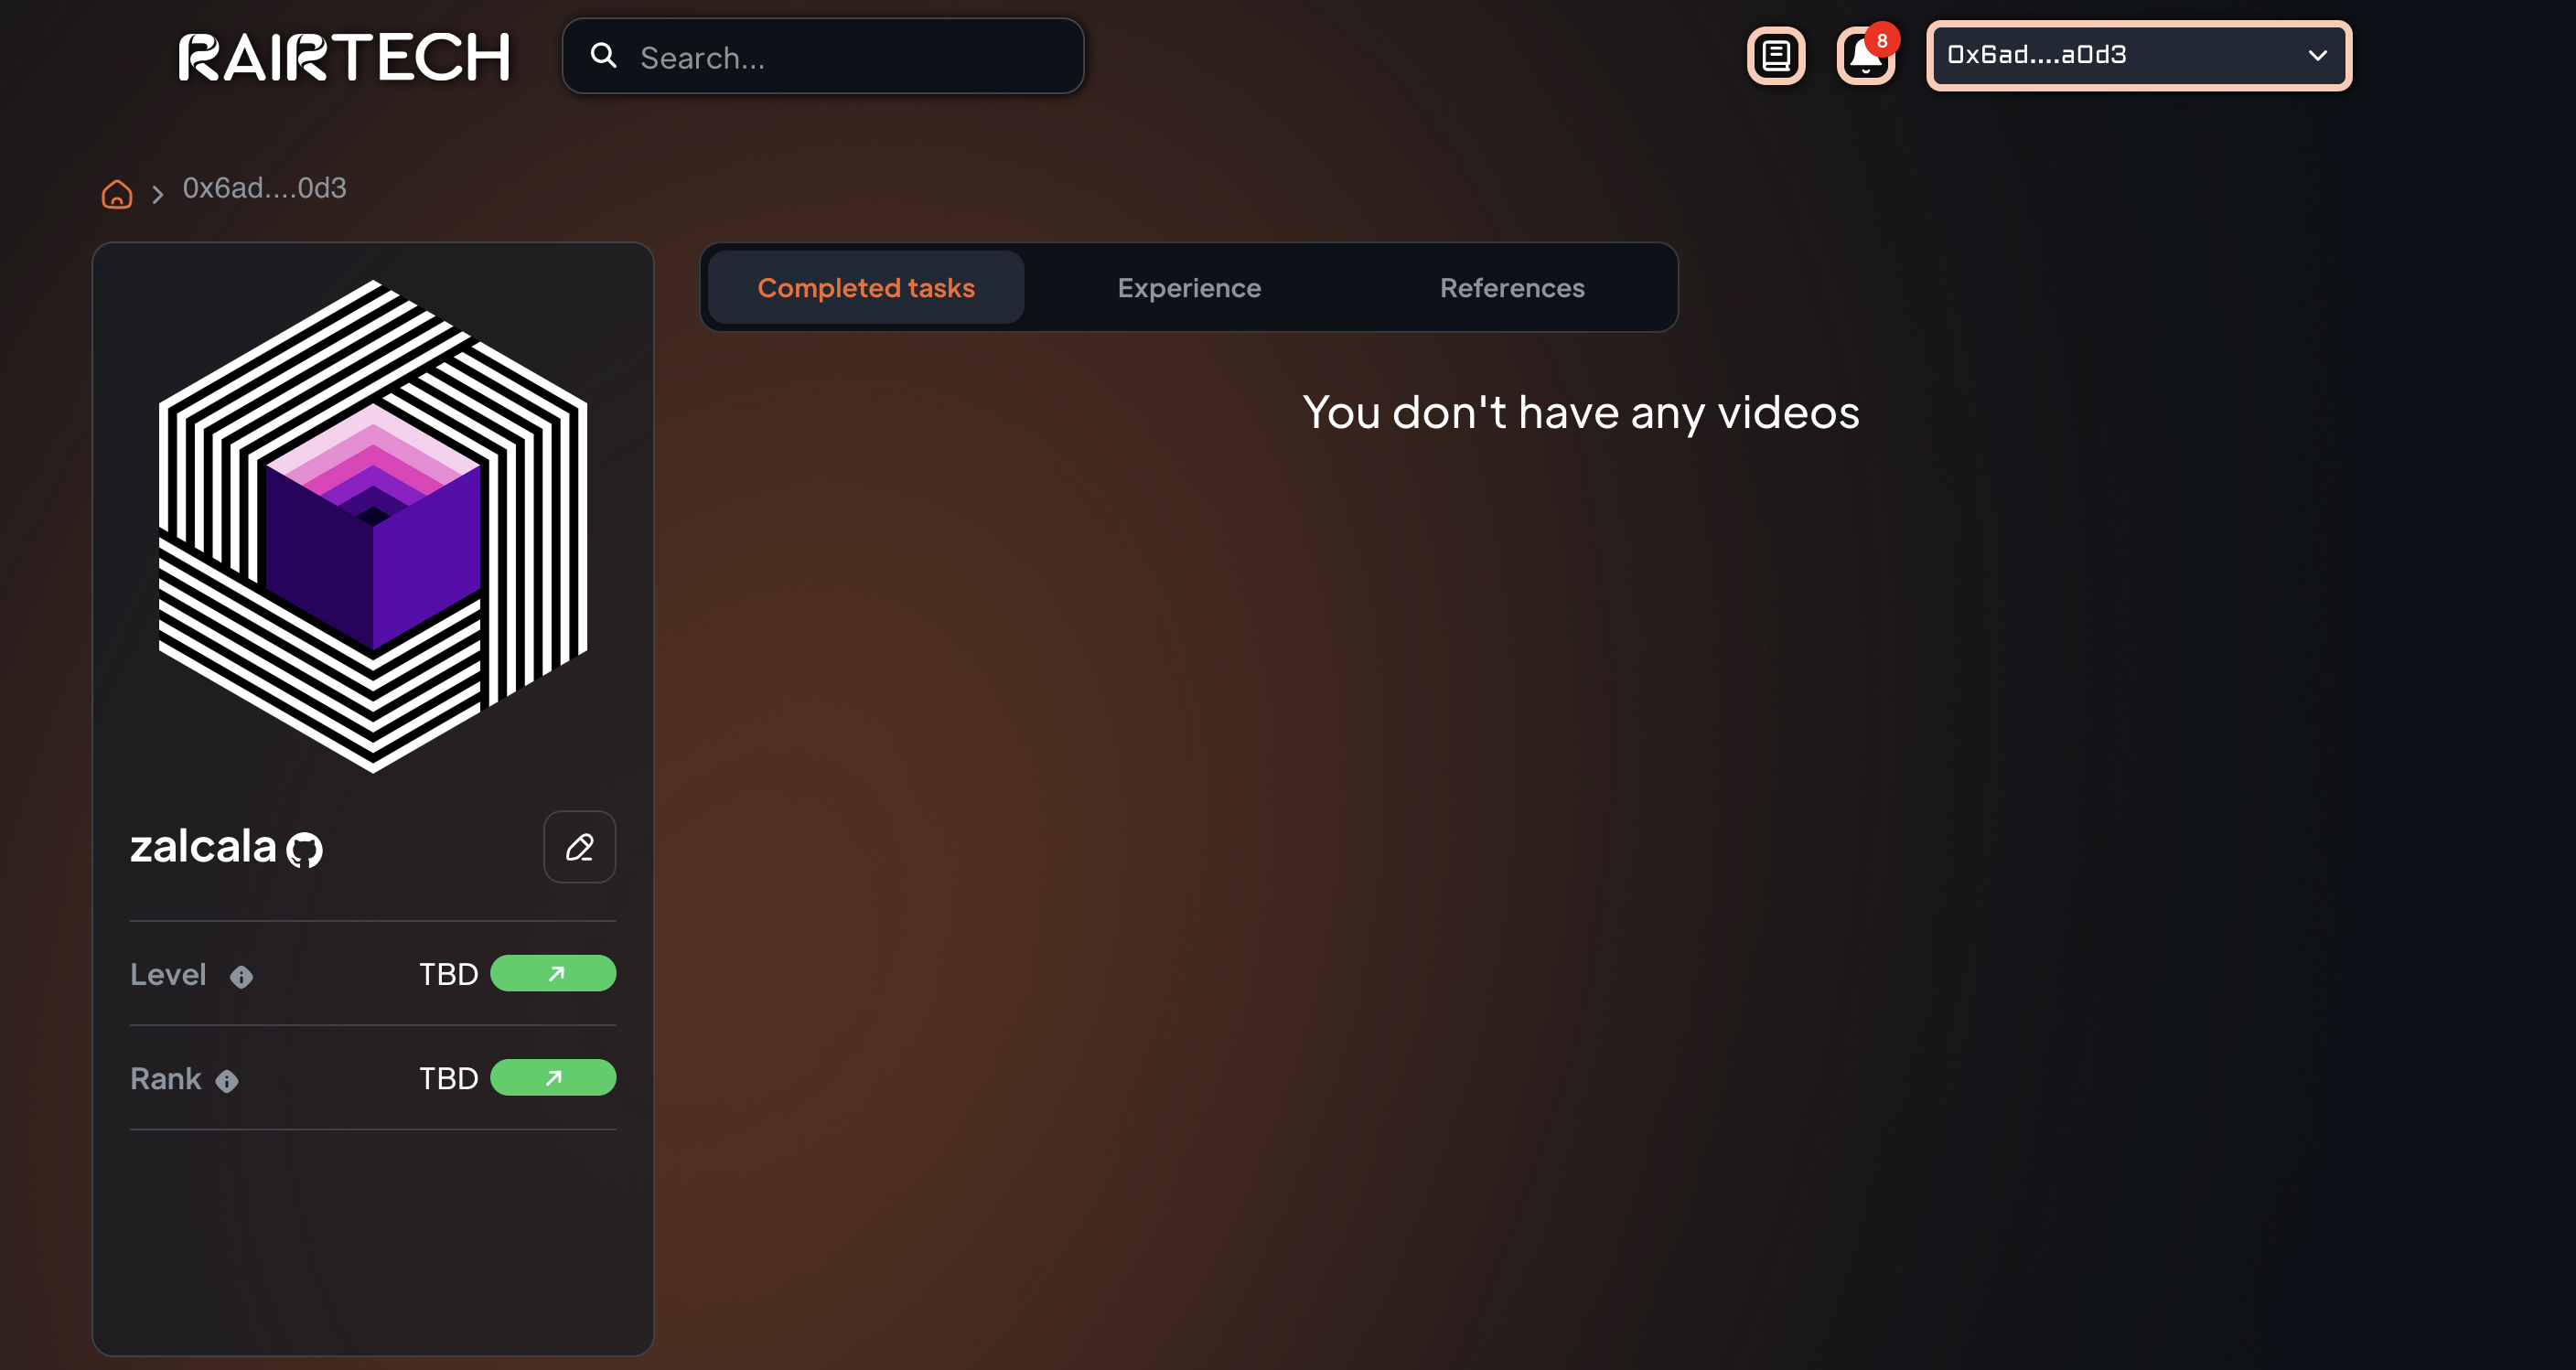 RAIRTECH
Search...
8
0x6ad....a0d3
0x6ad....0d3
Completed tasks
Experience
References
You don't have any videos
zalcala
Level
TBD
Rank
TBD